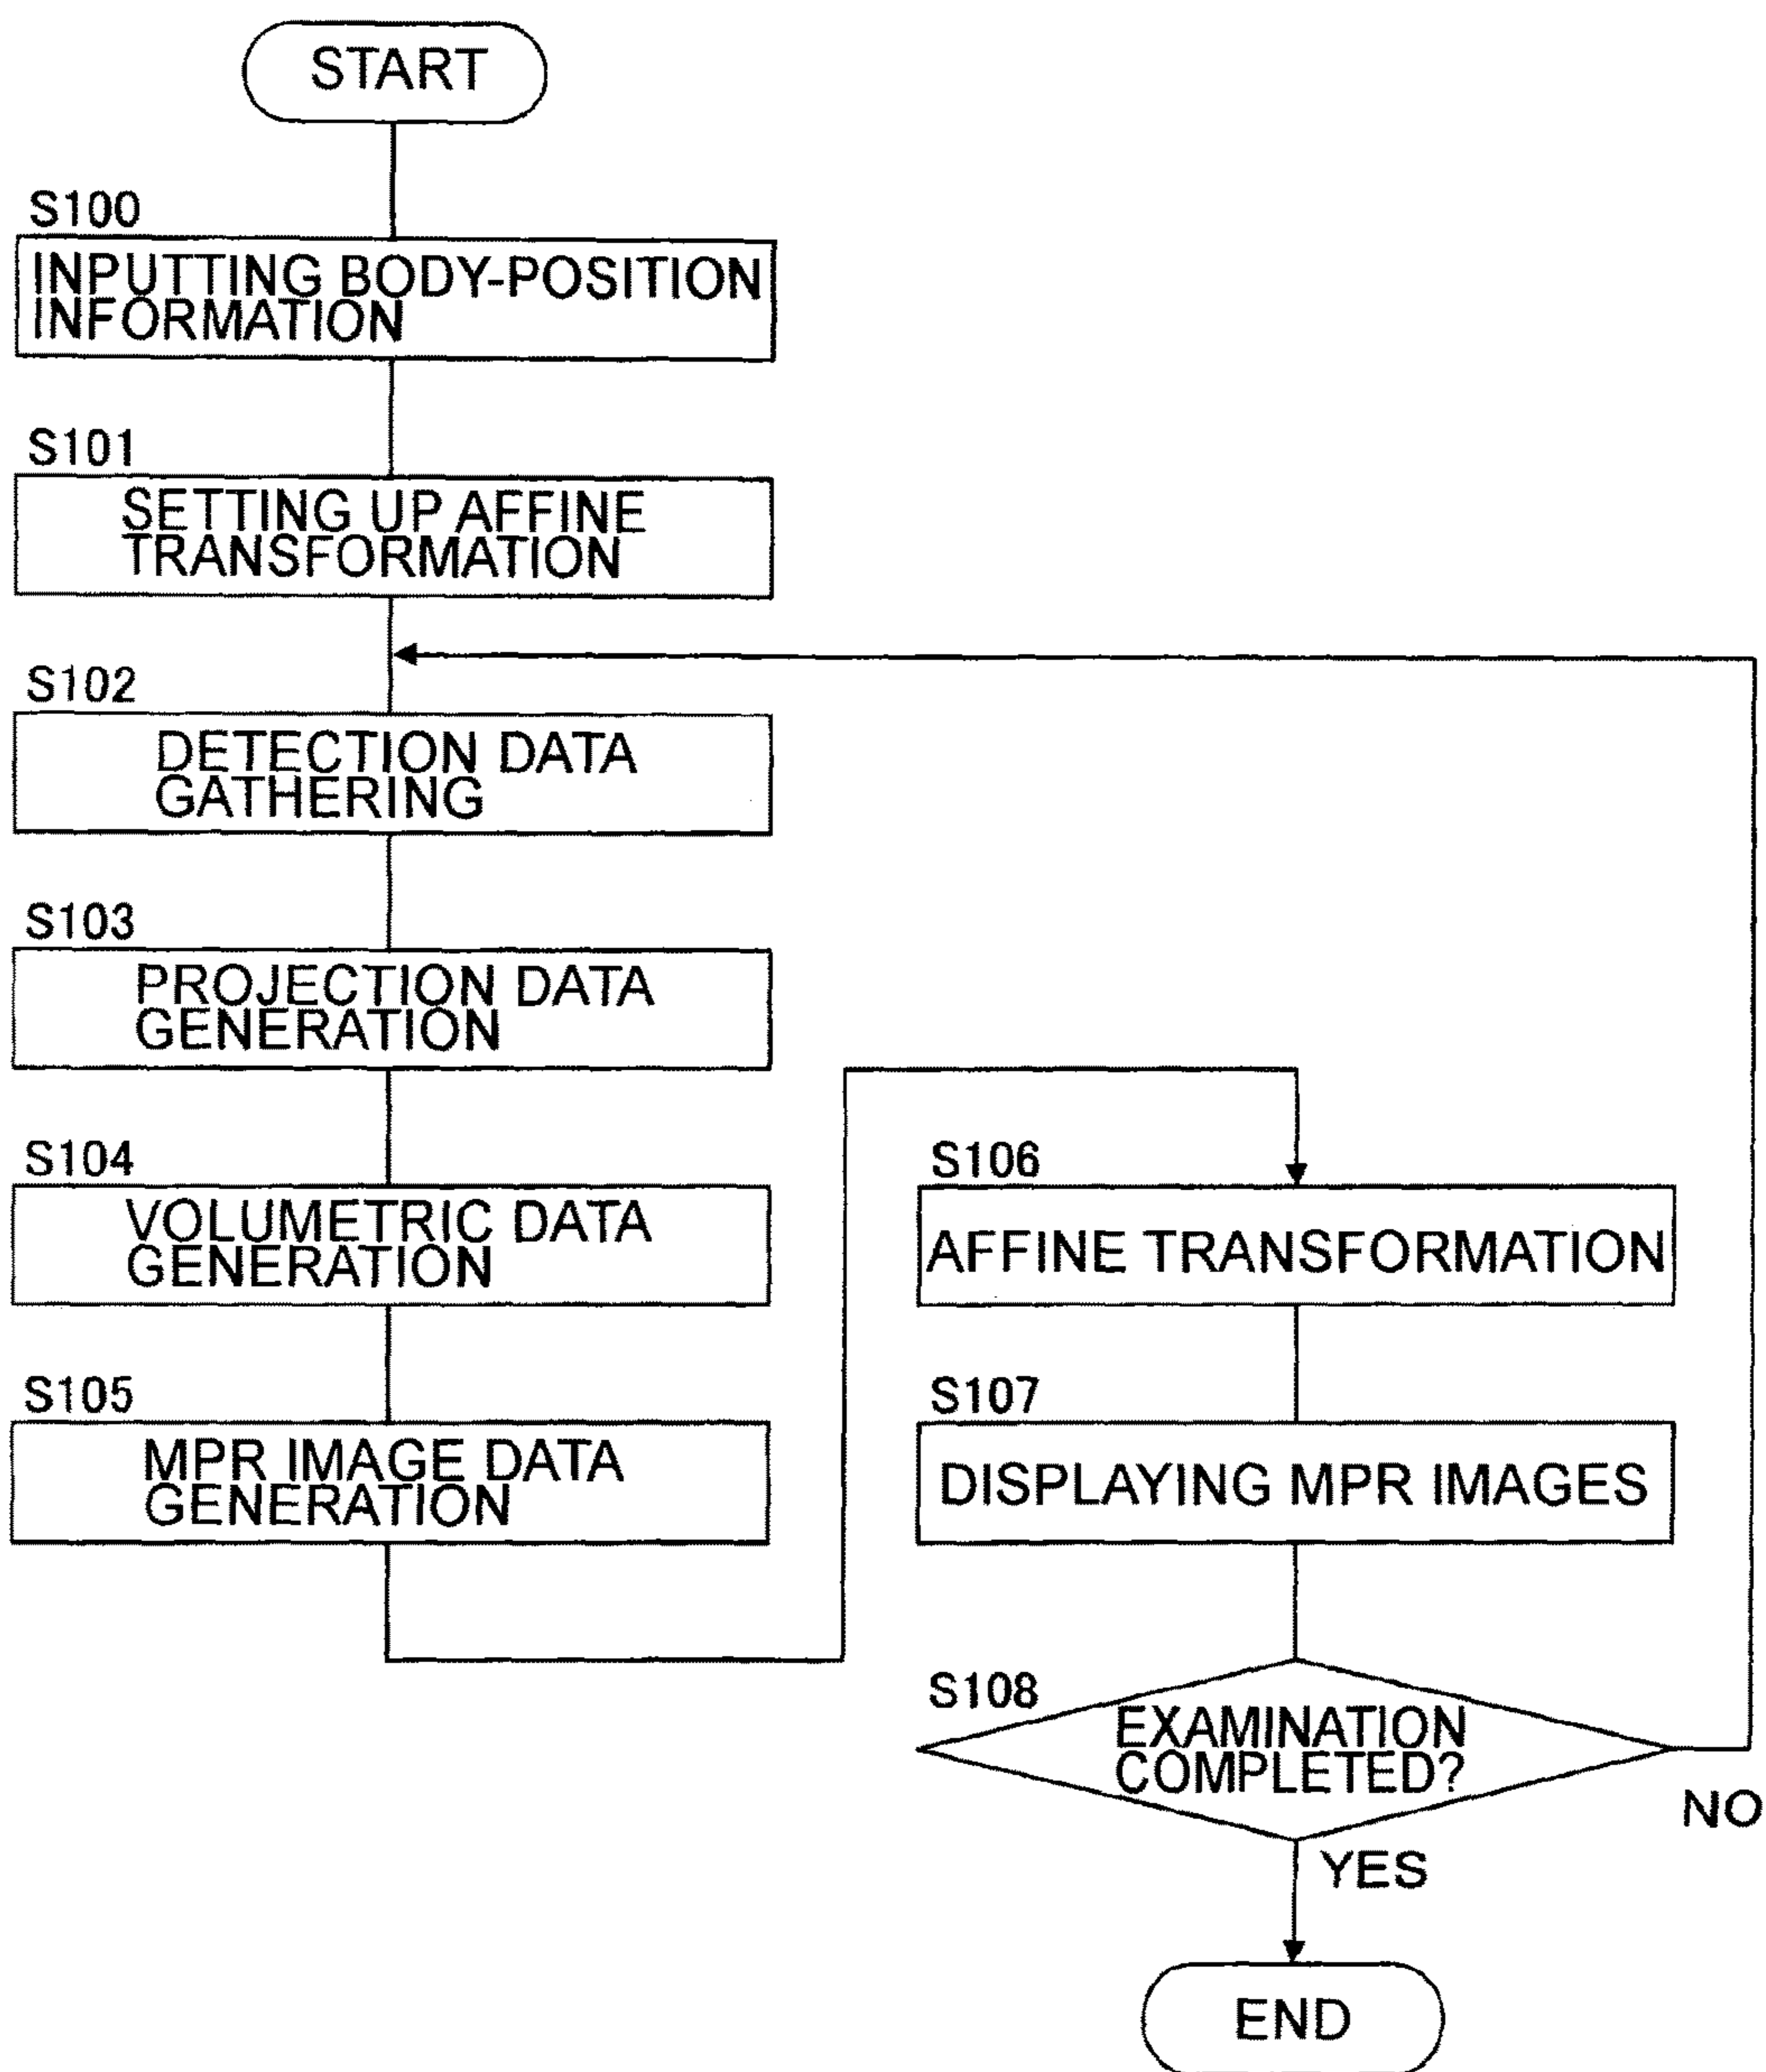 START
S100
INPUTTING BODY-POSITION
INFORMATION
S101
SETTING UP AFFINE
TRANSFORMATION
S102
DETECTION DATA
GATHERING
S103
PROJECTION DATA
GENERATION
S104
VOLUMETRIC DATA
GENERATION
S105
MPR IMAGE DATA
GENERATION
S106
AFFINE TRANSFORMATION
S107
DISPLAYING MPR IMAGES
S108
EXAMINATION
COMPLETED?
NO
YES
END